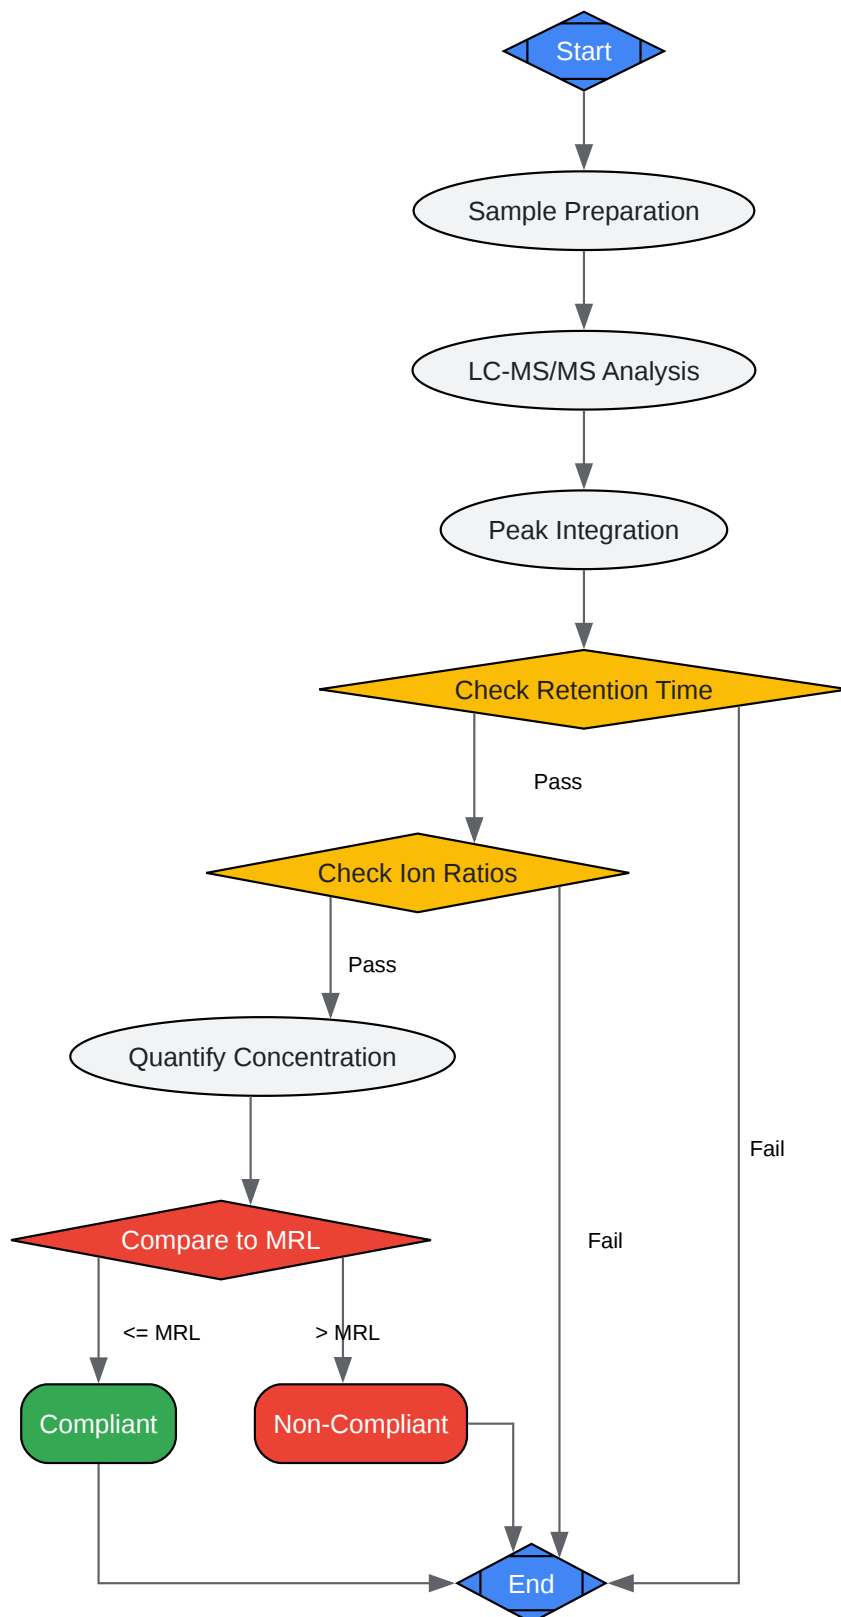 Start
Sample Preparation
LC-MS/MS Analysis
Peak Integration
Check Retention Time
Pass
Check Ion Ratios
Pass
Quantify Concentration
Fail
Compare to MRL
Fail
<= MRL
> MRL
Compliant
Non-Compliant
End